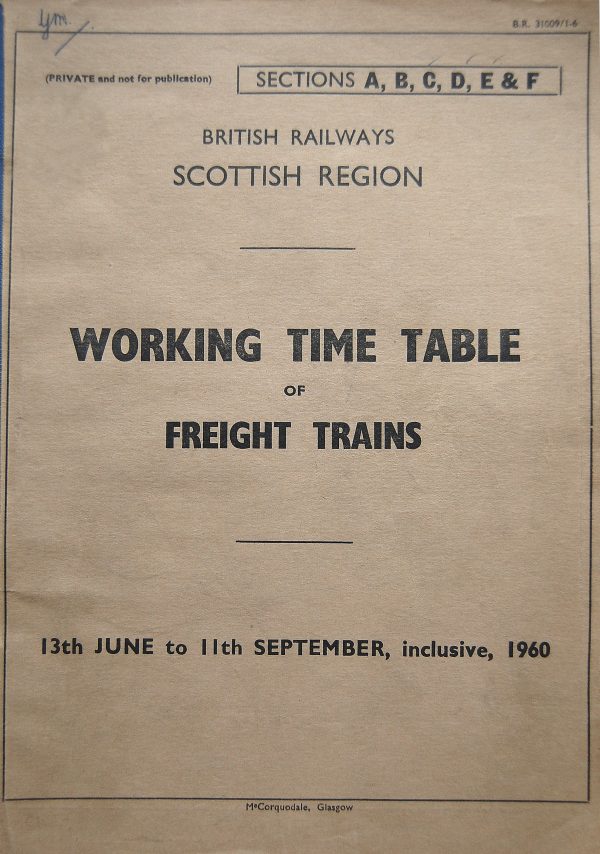 B.R. 31009/1-6
(PRIVATE and not for publication)
SECTIONS A, B, C, D, E & F
BRITISH RAILWAYS
SCOTTISH REGION
WORKING TIME TABLE
OF
FREIGHT TRAINS
13th JUNE to 11th SEPTEMBER, inclusive, 1960
McCorquodale, Glasgow